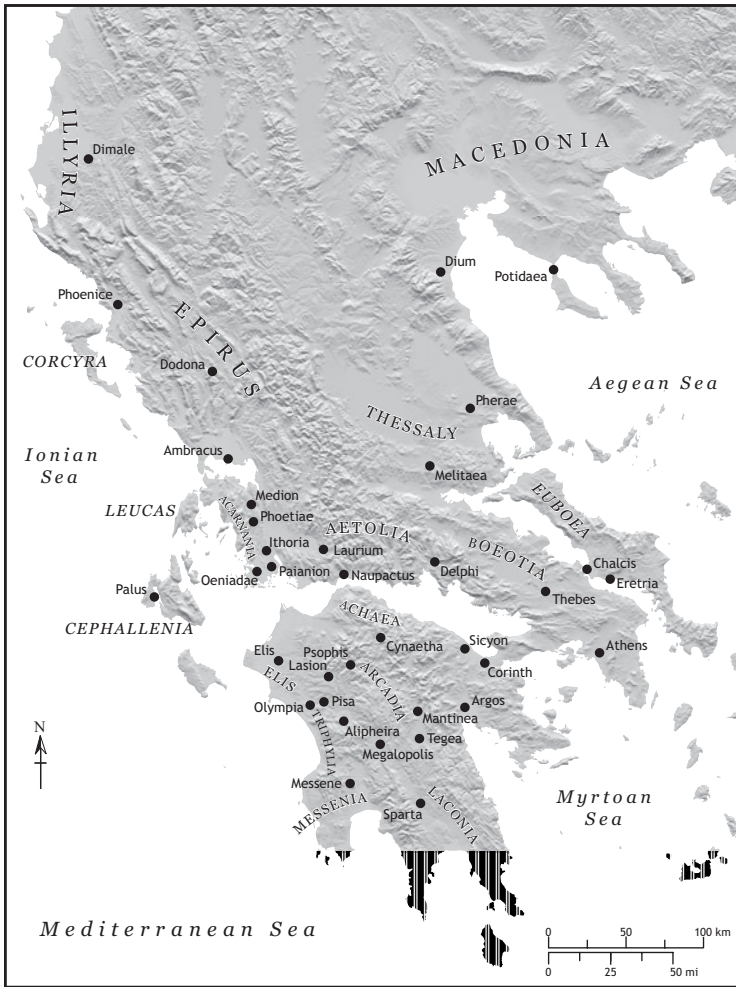 ILLYRIA
Dimale
MACEDONIA
Dium
Potidaea
Phoenice
EPIRUS
CORCYRA
Dodona
Aegean Sea
Pherae
THESSALY
Ionian
Sea
Ambracus
Melitaea
Medion
EUBOEA
LEUCAS
ACARNANIA
Phoetiae
AETOLIA
Ithoria
Laurium
BOEOTIA
Chalcis
Oeniadae
Paianion
Naupactus
Delphi
Eretria
Palus
Thebes
CEPHALLENIA
ACHAEA
Cynaetha
Sicyon
Athens
Elis
Psophis
Lasion
Corinth
ELIS
ARCADIA
Olympia
Pisa
Argos
Mantinea
TRIPHYLIA
Alipheira
Tegea
Megalopolis
N
Messene
MESSENIA
Sparta
LACONIA
Myrtoan
Sea
Mediterranean Sea
0 50 100 km
0 25 50 mi